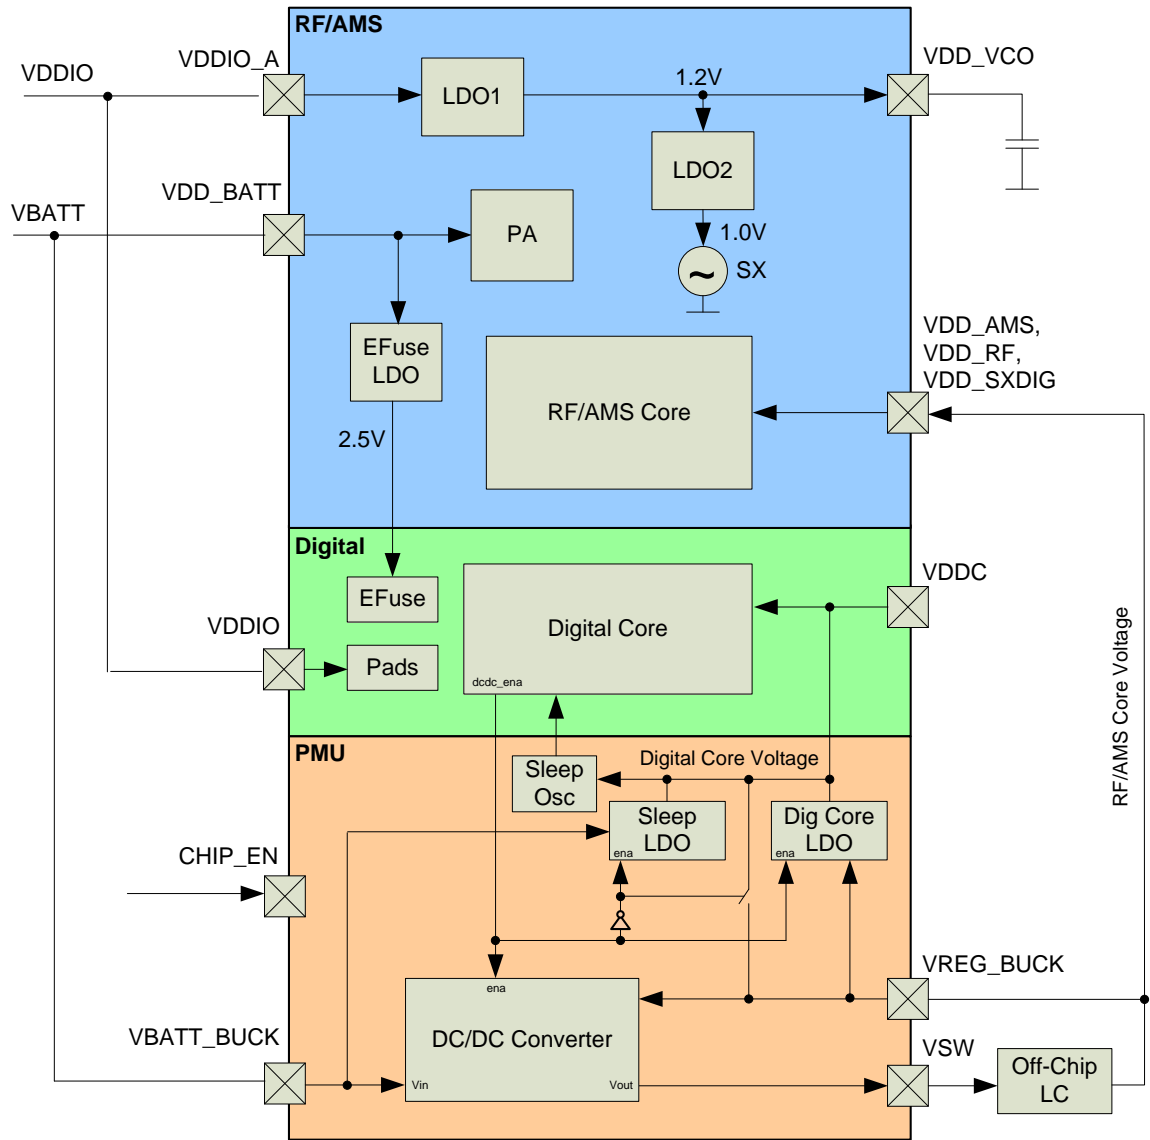 RF/AMS
VDDIO_A
VDD_VCO
VDDIO
LDO1
1.2V
LDO2
VDD_BATT
VBATT
PA
1.0V
SX
VDD_AMS,
VDD_RF,
VDD_SXDIG
EFuse
LDO
RF/AMS Core
2.5V
Digital
VDDC
EFuse
Digital Core
VDDIO
Pads
dcdc_ena
RF/AMS Core Voltage
PMU
Digital Core Voltage
Sleep
Osc
Sleep
LDO
ena
Dig Core
LDO
ena
CHIP_EN
VREG_BUCK
ena
DC/DC Converter
VBATT_BUCK
VSW
Vin
Vout
Off-Chip
LC